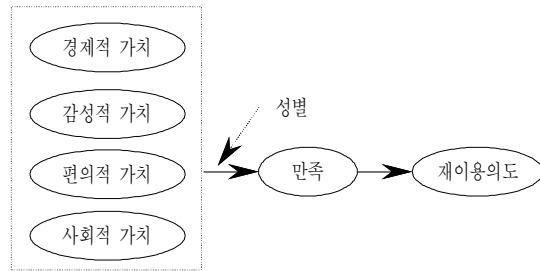 경제적 가치
감성적 가치
편의적 가치
사회적 가치
성별
만족
재이용의도